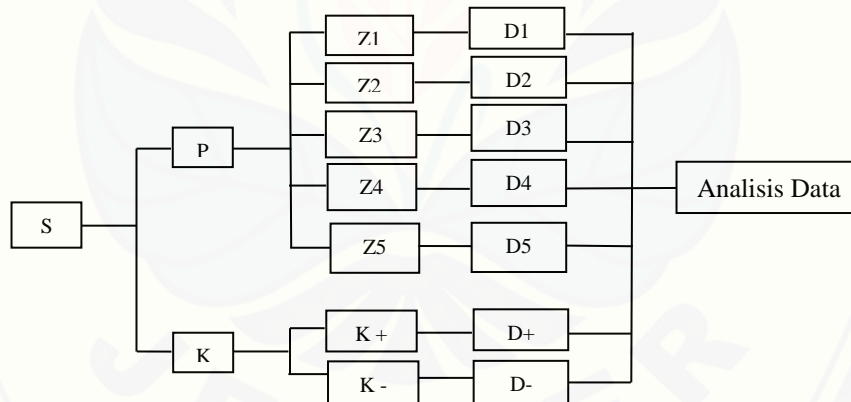 Z1
D1
Z2
D2
Z3
D3
P
Z4
D4
Analisis Data
S
Z5
D5
K +
D+
K
K -
D-